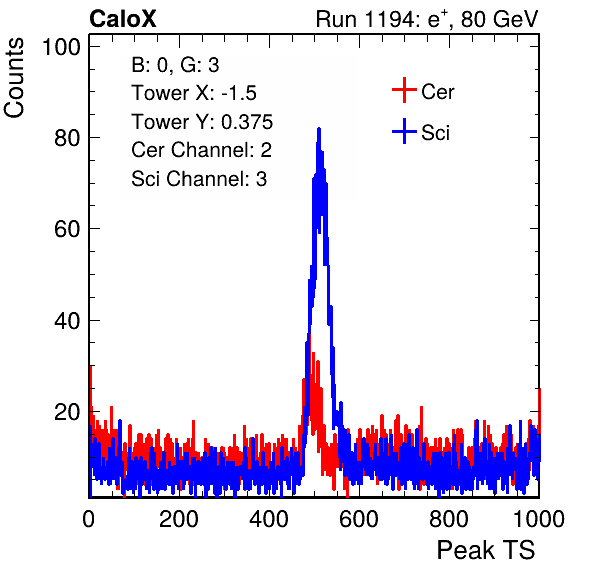 CaloX
Run 1194: e+, 80 GeV
Counts
B: 0, G: 3
Tower X: -1.5
Tower Y: 0.375
Cer Channel: 2
Sci Channel: 3
Cer
Sci
100
80
60
40
20
0 200 400 600 800 1000
Peak TS